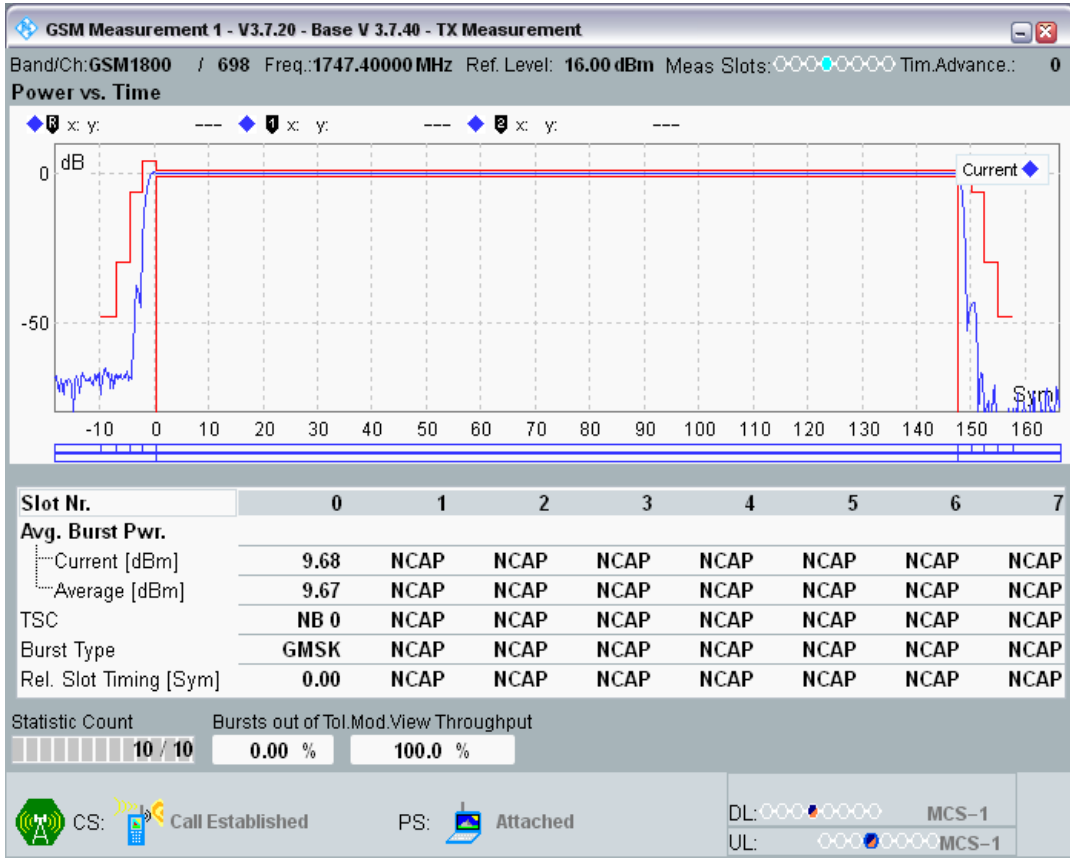 GSM Measurement 1 - V3.7.20 - Base V 3.7.40 - TX Measurement
Band/Ch:GSM1800 / 698 Freq.:1747.40000 MHz Ref. Level: 16.00 dBm Meas Slots: Tim.Advance.: 0
Power vs. Time
R x: y: --- 1 x: y: --- 2 x: y: ---
dB
Current
0
-50
Sym
-10 0 10 20 30 40 50 60 70 80 90 100 110 120 130 140 150 160
Slot Nr. 0 1 2 3 4 5 6 7
Avg. Burst Pwr.
Current [dBm] 9.68 NCAP NCAP NCAP NCAP NCAP NCAP NCAP
Average [dBm] 9.67 NCAP NCAP NCAP NCAP NCAP NCAP NCAP
TSC NB 0 NCAP NCAP NCAP NCAP NCAP NCAP NCAP
Burst Type GMSK NCAP NCAP NCAP NCAP NCAP NCAP NCAP
Rel. Slot Timing [Sym] 0.00 NCAP NCAP NCAP NCAP NCAP NCAP NCAP
Statistic Count Bursts out of Tol.Mod.View Throughput
10 / 10 0.00 % 100.0 %
CS: Call Established PS: Attached
DL: MCS-1
UL: MCS-1